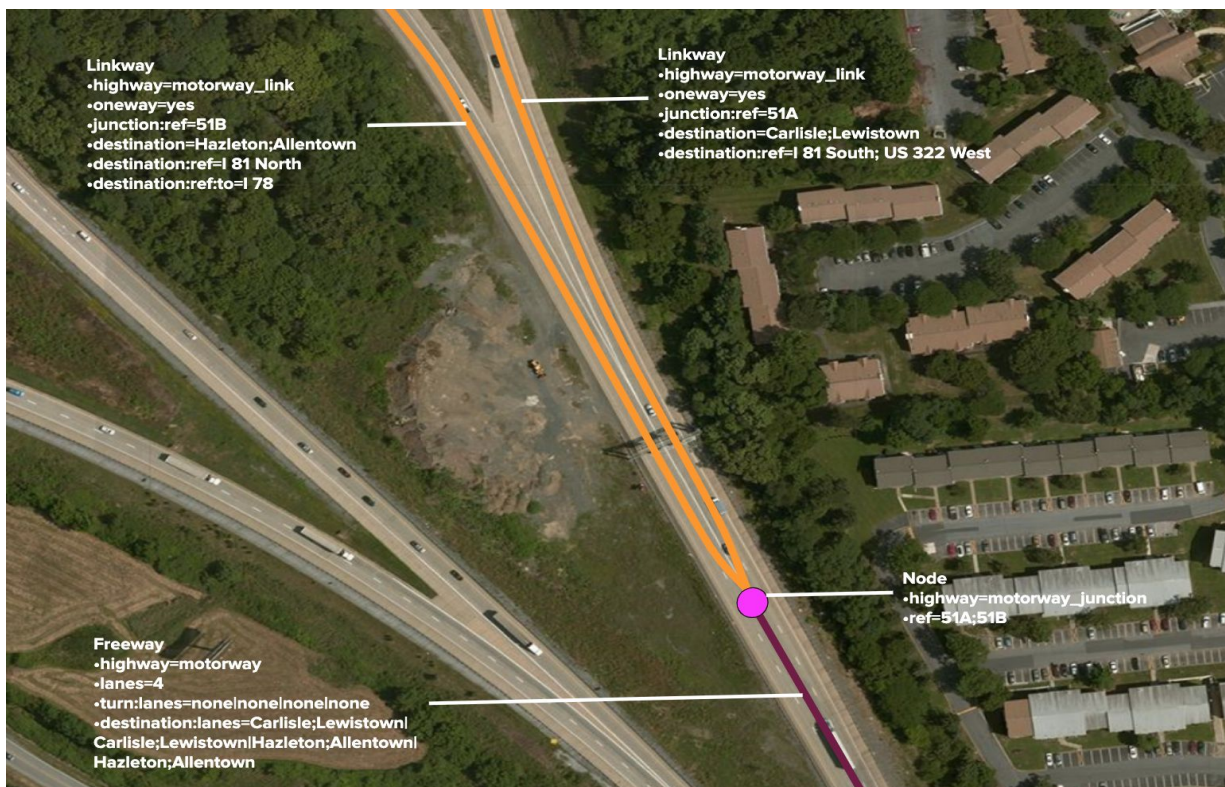 Linkway
•highway=motorway_link
•oneway=yes
•junction:ref=51B
•destination=Hazleton;Allentown
•destination:ref=I 81 North
•destination:ref:to=I 78
Linkway
•highway=motorway_link
•oneway=yes
•junction:ref=51A
•destination=Carlisle;Lewistown
•destination:ref=I 81 South; US 322 West
Node
•highway=motorway_junction
•ref=51A;51B
Freeway
•highway=motorway
•lanes=4
•turn:lanes=none|none|none|none
•destination:lanes=Carlisle;Lewistown|
Carlisle;Lewistown|Hazleton;Allentown|
Hazleton;Allentown